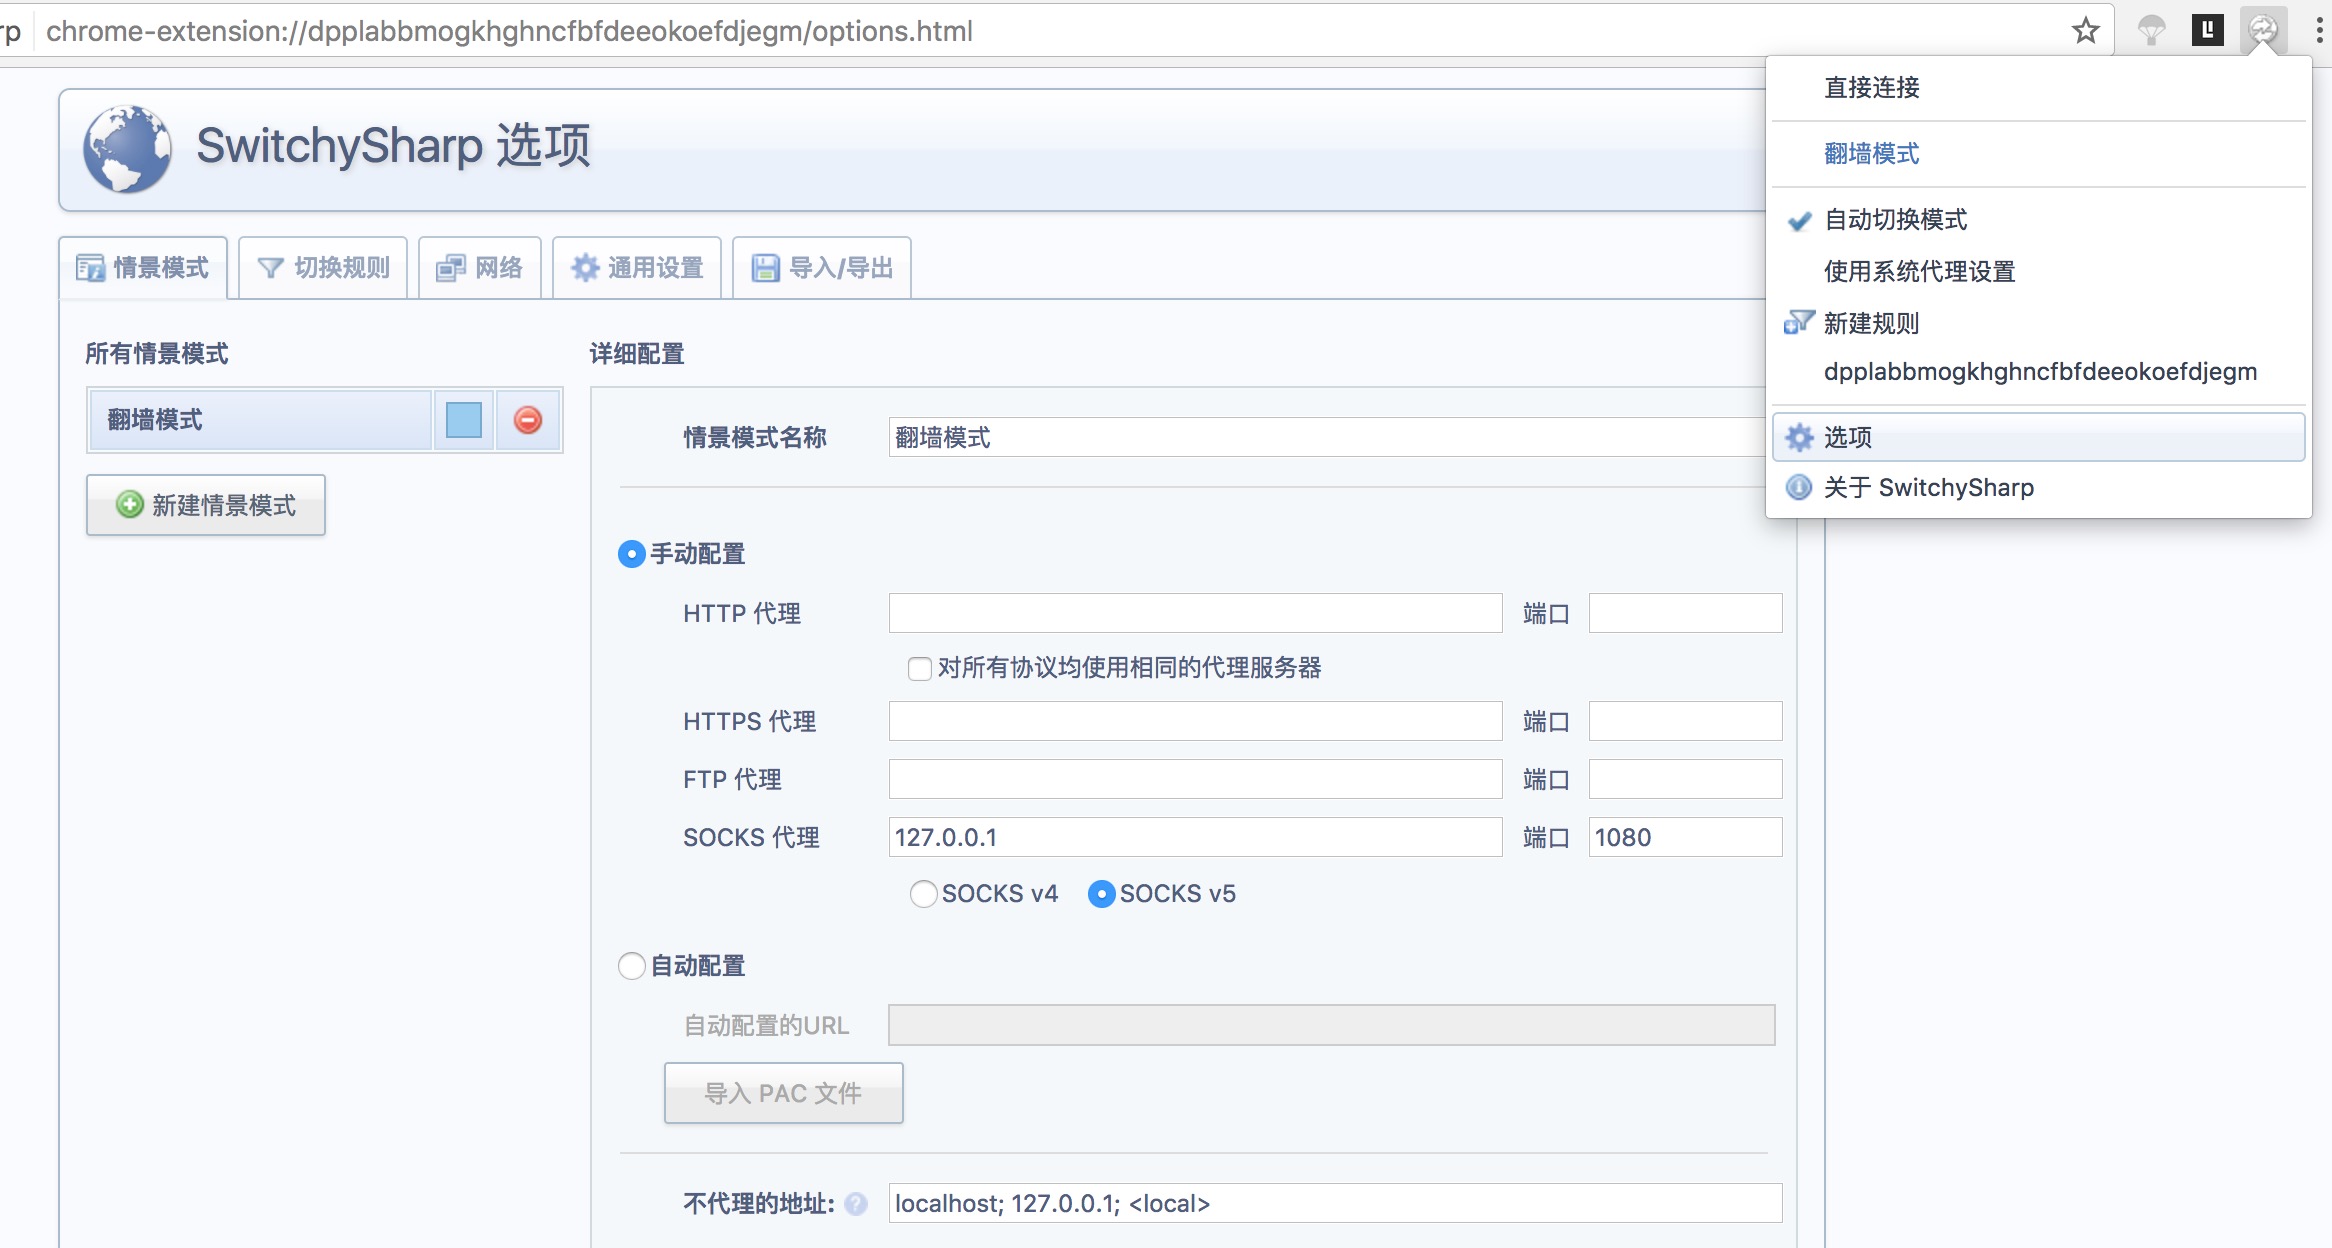 rp chrome-extension://dpplabbmogkhghncfbfdeeokoefdjegm/options.html
SwitchySharp 选项
情景模式 切换规则 网络 通用设置 导入/导出
直接连接
翻墙模式
自动切换模式
使用系统代理设置
新建规则
dpplabbmogkhghncfbfdeeokoefdjegm
选项
关于 SwitchySharp
所有情景模式
翻墙模式
新建情景模式
详细配置
情景模式名称 翻墙模式
手动配置
HTTP 代理 端口
对所有协议均使用相同的代理服务器
HTTPS 代理 端口
FTP 代理 端口
SOCKS 代理 127.0.0.1 端口 1080
SOCKS v4 SOCKS v5
自动配置
自动配置的URL
导入 PAC 文件
不代理的地址: ? localhost; 127.0.0.1; <local>